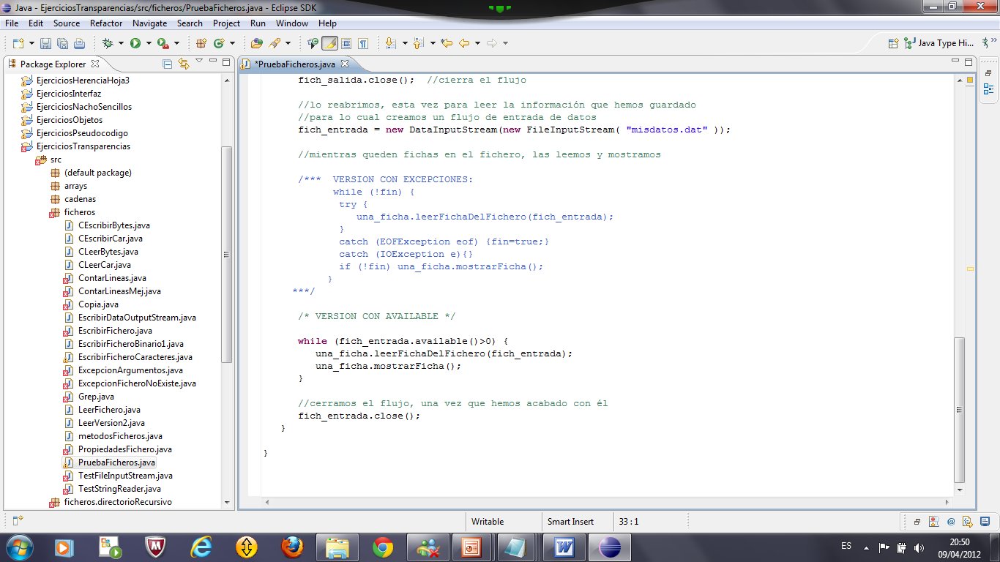 Java - EjerciciosTransparencias/src/ficheros/PruebaFicheros.java - Eclipse SDK
File Edit Source Refactor Navigate Search Project Run Window Help
Java Type Hi...
Package Explorer
EjerciciosHerenciaHoja3
EjerciciosInterfaz
EjerciciosNachoSencillos
EjerciciosObjetos
EjerciciosPseudocodigo
EjerciciosTransparencias
src
(default package)
arrays
cadenas
ficheros
CEscribirBytes.java
CEscribirCar.java
CLeerBytes.java
CLeerCar.java
ContarLineas.java
ContarLineasMej.java
Copia.java
EscribirDataOutputStream.java
EscribirFichero.java
EscribirFicheroBinario1.java
EscribirFicheroCaracteres.java
ExcepcionArgumentos.java
ExcepcionFicheroNoExiste.java
Grep.java
LeerFichero.java
LeerVersion2.java
metodosFicheros.java
PropiedadesFichero.java
PruebaFicheros.java
TestFileInputStream.java
TestStringReader.java
ficheros.directorioRecursivo
*PruebaFicheros.java
fich_salida.close();  //cierra el flujo
//lo reabrimos, esta vez para leer la información que hemos guardado
//para lo cual creamos un flujo de entrada de datos
fich_entrada = new DataInputStream(new FileInputStream( "misdatos.dat" ));
//mientras queden fichas en el fichero, las leemos y mostramos
/***  VERSION CON EXCEPCIONES:
while (!fin) {
try {
una_ficha.leerFichaDelFichero(fich_entrada);
}
catch (EOFException eof) {fin=true;}
catch (IOException e){}
if (!fin) una_ficha.mostrarFicha();
}
***/
/* VERSION CON AVAILABLE */
while (fich_entrada.available()>0) {
una_ficha.leerFichaDelFichero(fich_entrada);
una_ficha.mostrarFicha();
}
//cerramos el flujo, una vez que hemos acabado con él
fich_entrada.close();
}
}
Writable Smart Insert 33 : 1
ES
20:50
09/04/2012